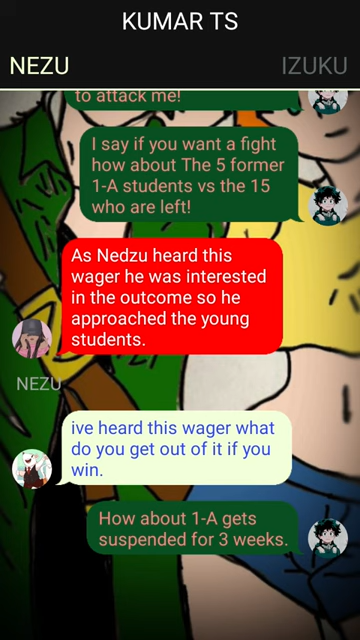 KUMAR TS
NEZU
IZUKU
to attack me!
I say if you want a fight
how about The 5 former
1-A students vs the 15
who are left!
As Nedzu heard this
wager he was interested
in the outcome so he
approached the young
students.
NEZU
ive heard this wager what
do you get out of it if you
win.
How about 1-A gets
suspended for 3 weeks.